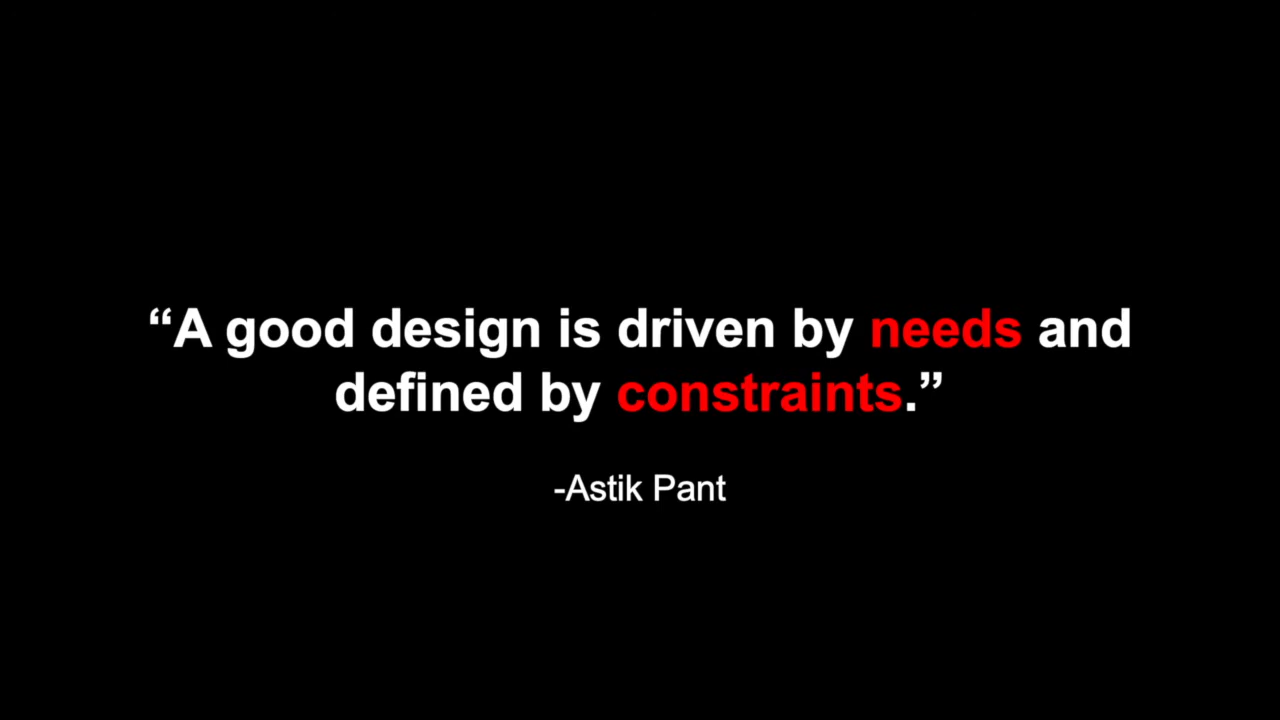 “A good design is driven by needs and
defined by constraints.”
-Astik Pant